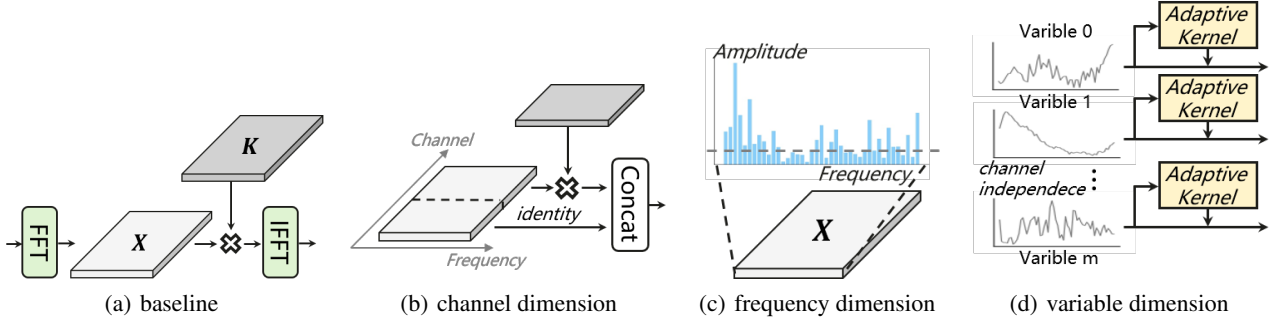 FFT
X
K
IFFT
(a) baseline
Channel
Frequency
identity
Concat
(b) channel dimension
Amplitude
Frequency
X
(c) frequency dimension
Varible 0
Adaptive
Kernel
Varible 1
Adaptive
Kernel
channel
independece
Adaptive
Kernel
Varible m
(d) variable dimension